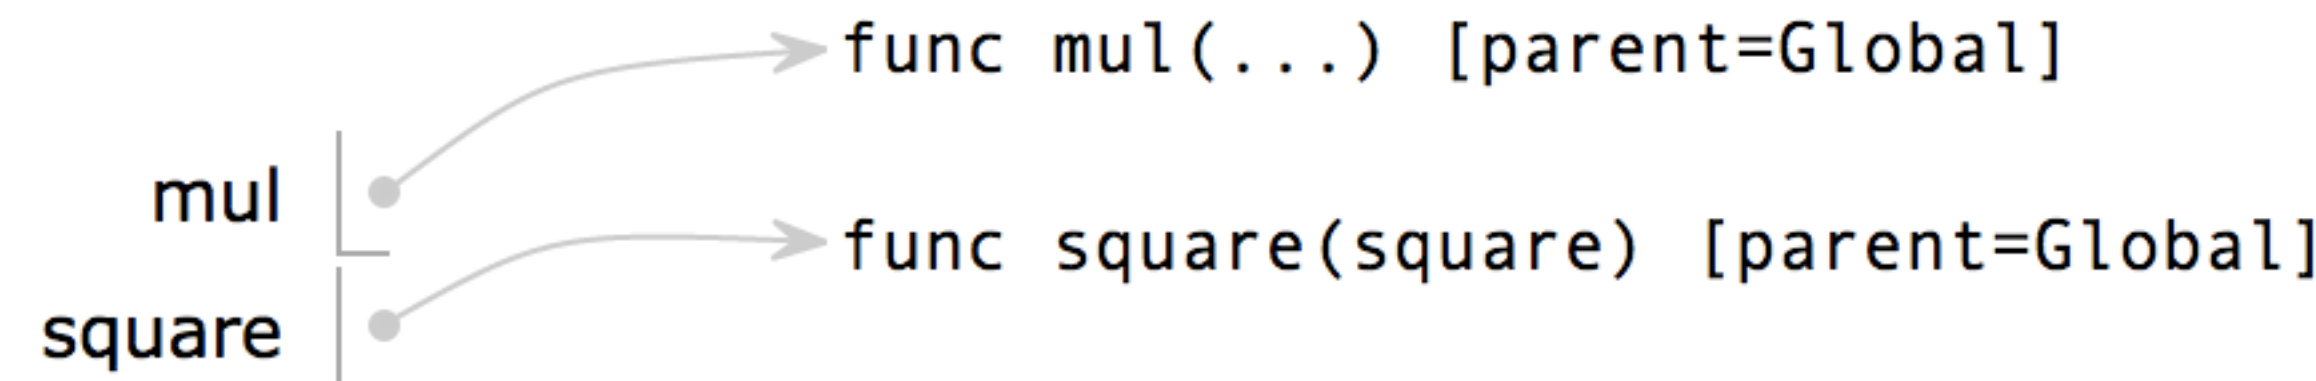 func mul(...) [parent=Global]
mul
func square(square) [parent=Global]
square